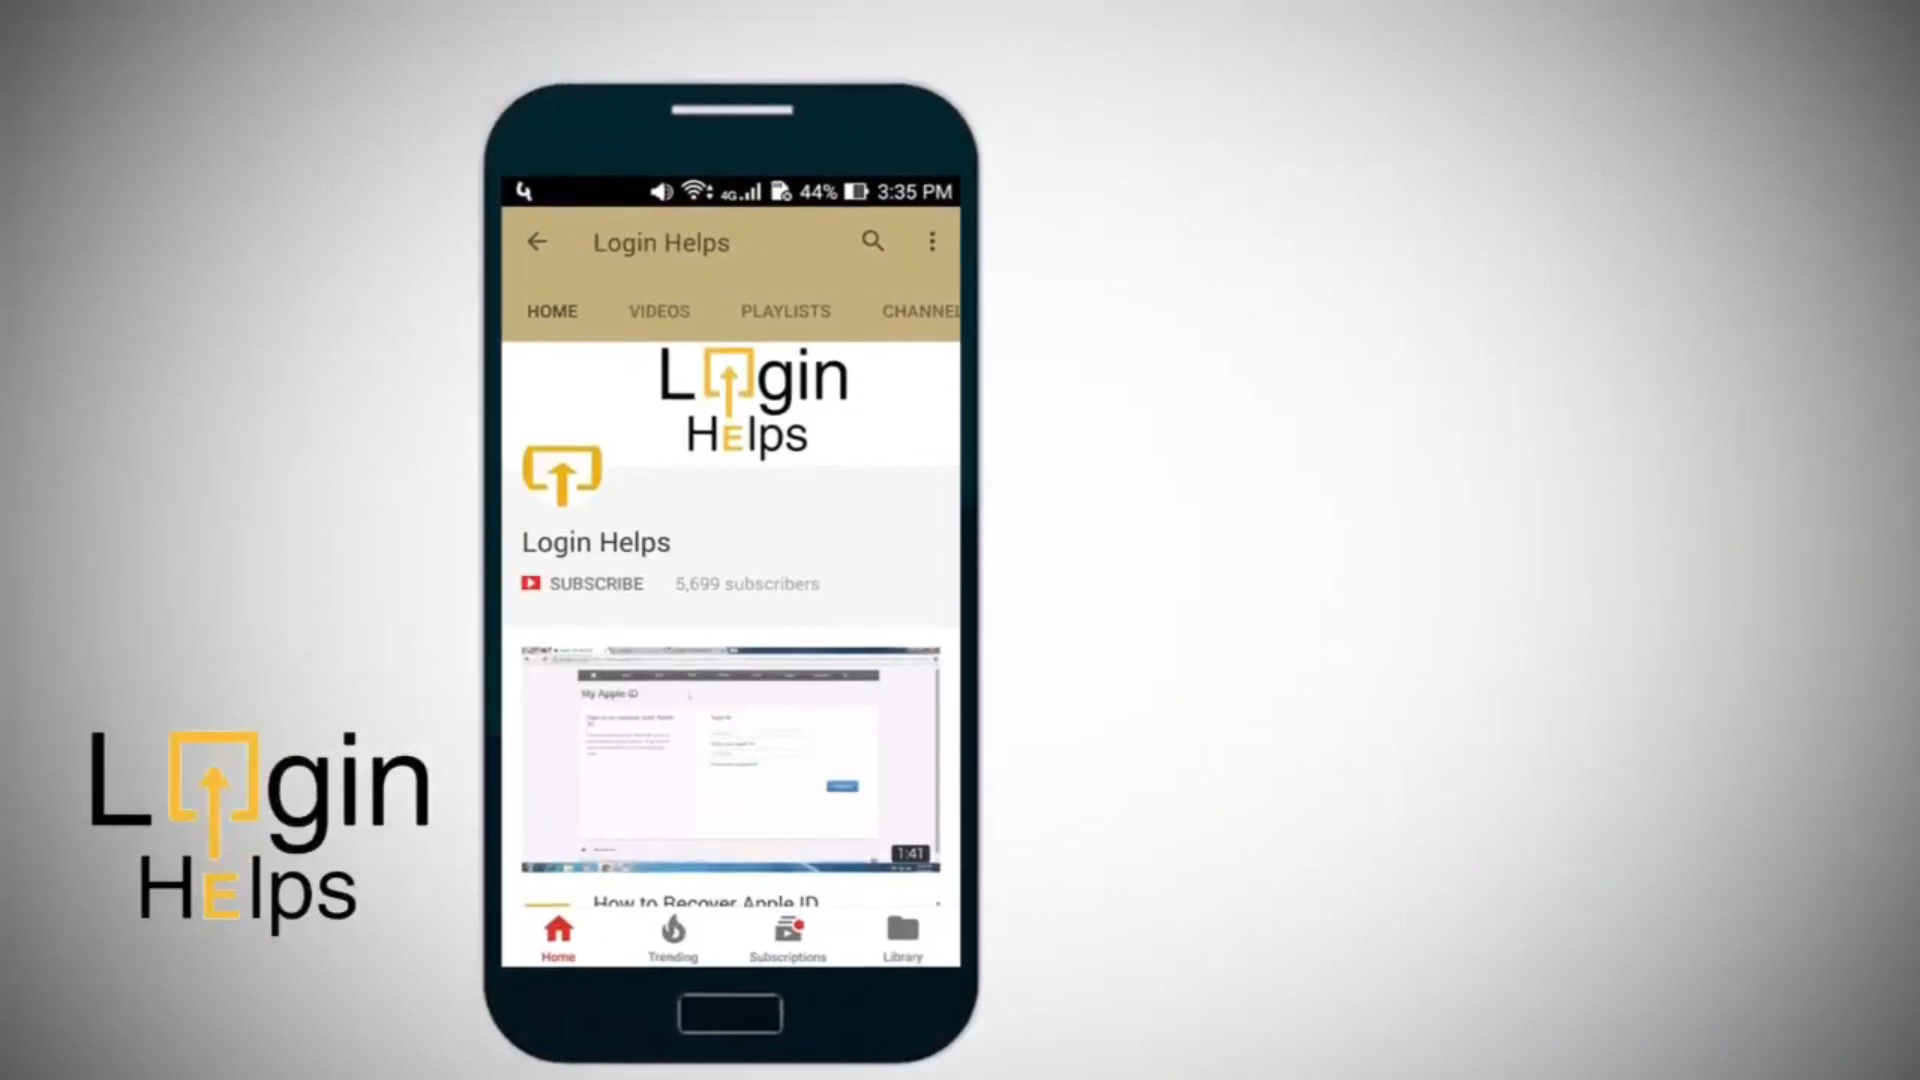 4G 44% 3:35 PM
Login Helps
HOME VIDEOS PLAYLISTS CHANNEL
Login
Helps
Login Helps
SUBSCRIBE 5,699 subscribers
My Apple ID
1:41
How to Recover Apple ID
Home Trending Subscriptions Library
Login
Helps